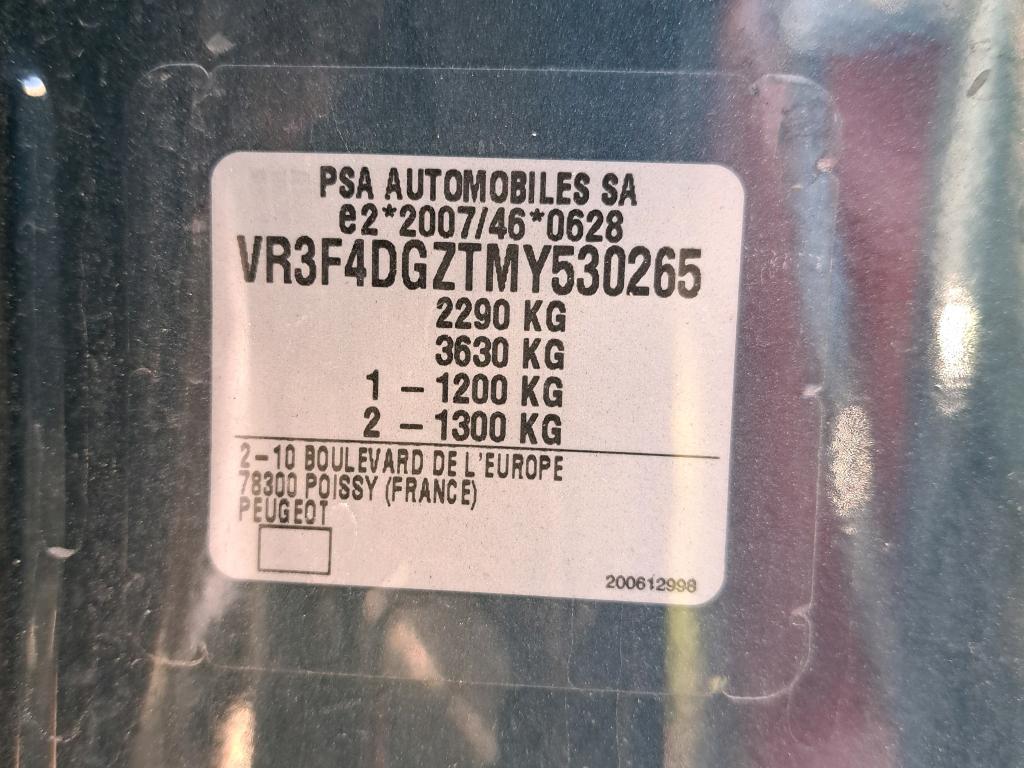 PSA AUTOMOBILES SA
e2*2007/46*0628
VR3F4DGZTMY530265
2290 KG
3630 KG
1 – 1200 KG
2 – 1300 KG
2–10 BOULEVARD DE L'EUROPE
78300 POISSY (FRANCE)
PEUGEOT
200612998